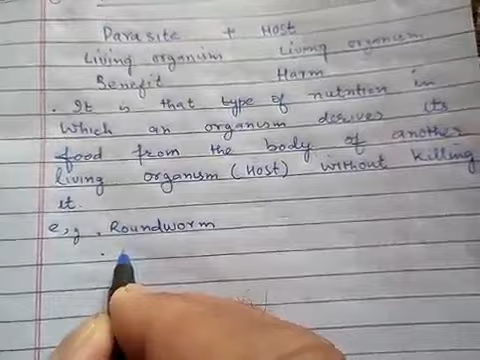 Parasite + Host
Living organism Living organism
Benefit Harm
. It is that type of nutrition in
which an organism derives its
food from the body of another
living organism (Host) without killing
it.
e,g . Roundworm
.